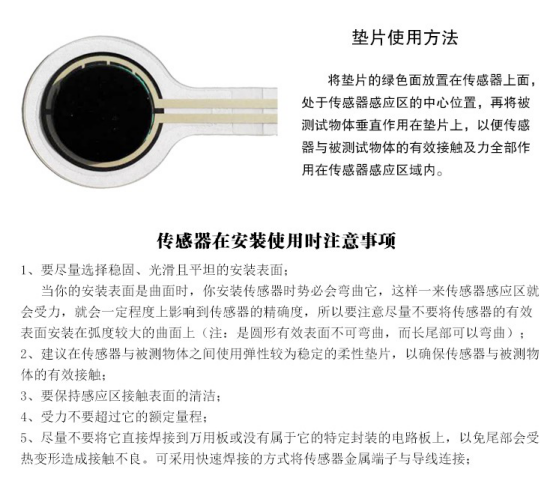 垫片使用方法
将垫片的绿色面放置在传感器上面，
处于传感器感应区的中心位置，再将被
测试物体垂直作用在垫片上，以便传感
器与被测试物体的有效接触及力全部作
用在传感器感应区域内。
传感器在安装使用时注意事项
1、要尽量选择稳固、光滑且平坦的安装表面；
当你的安装表面是曲面时，你安装传感器时势必会弯曲它，这样一来传感器感应区就
会受力，就会一定程度上影响到传感器的精确度，所以要注意尽量不要将传感器的有效
表面安装在弧度较大的曲面上（注：是圆形有效表面不可弯曲，而长尾部可以弯曲）；
2、建议在传感器与被测物体之间使用弹性较为稳定的柔性垫片，以确保传感器与被测物
体的有效接触；
3、要保持感应区接触表面的清洁；
4、受力不要超过它的额定量程；
5、尽量不要将它直接焊接到万用板或没有属于它的特定封装的电路板上，以免尾部会受
热变形造成接触不良。可采用快速焊接的方式将传感器金属端子与导线连接；